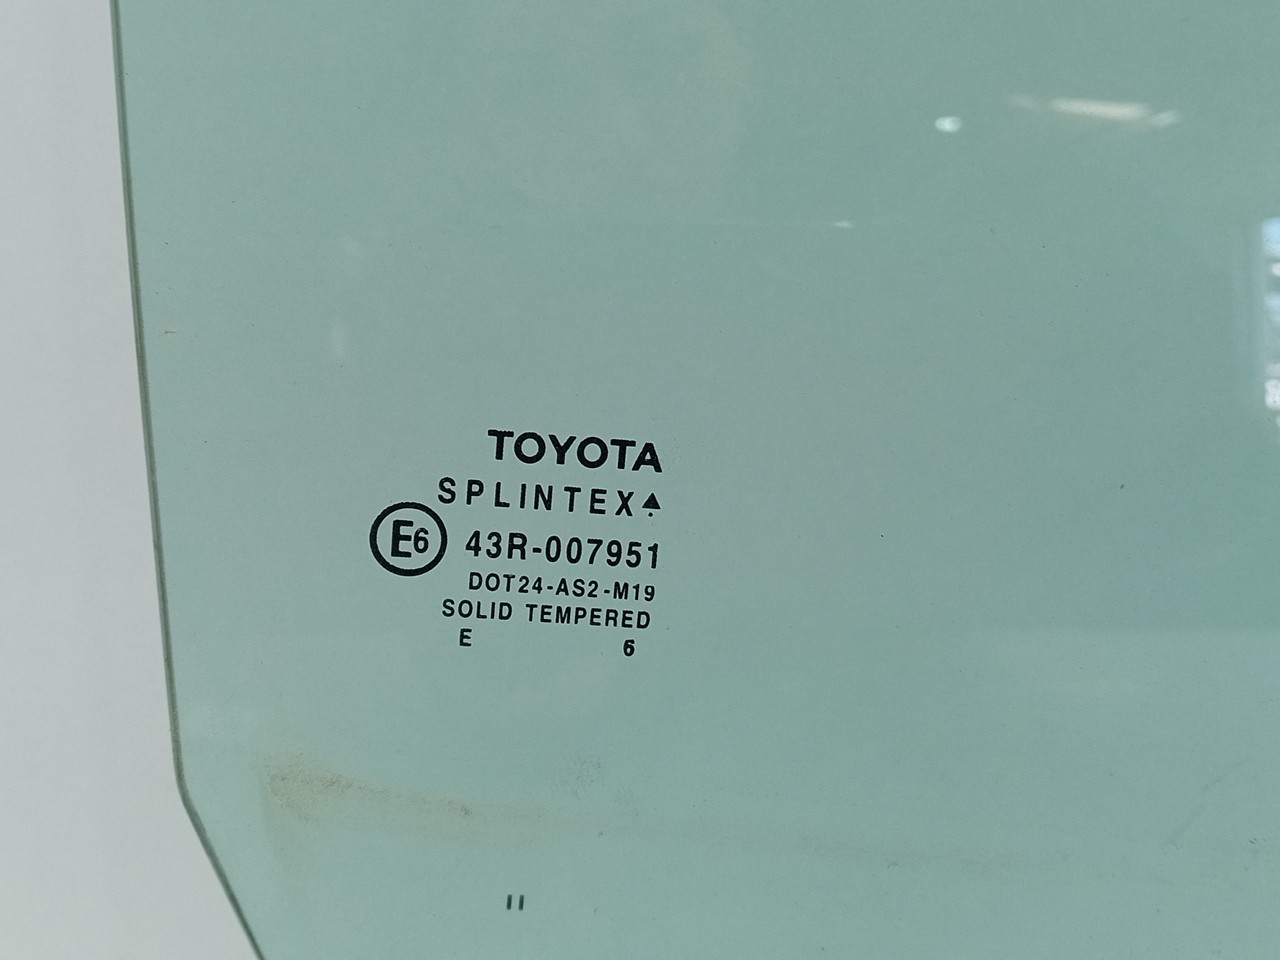 TOYOTA
SPLINTEX
E6 43R-007951
DOT24-AS2-M19
SOLID TEMPERED
E 6